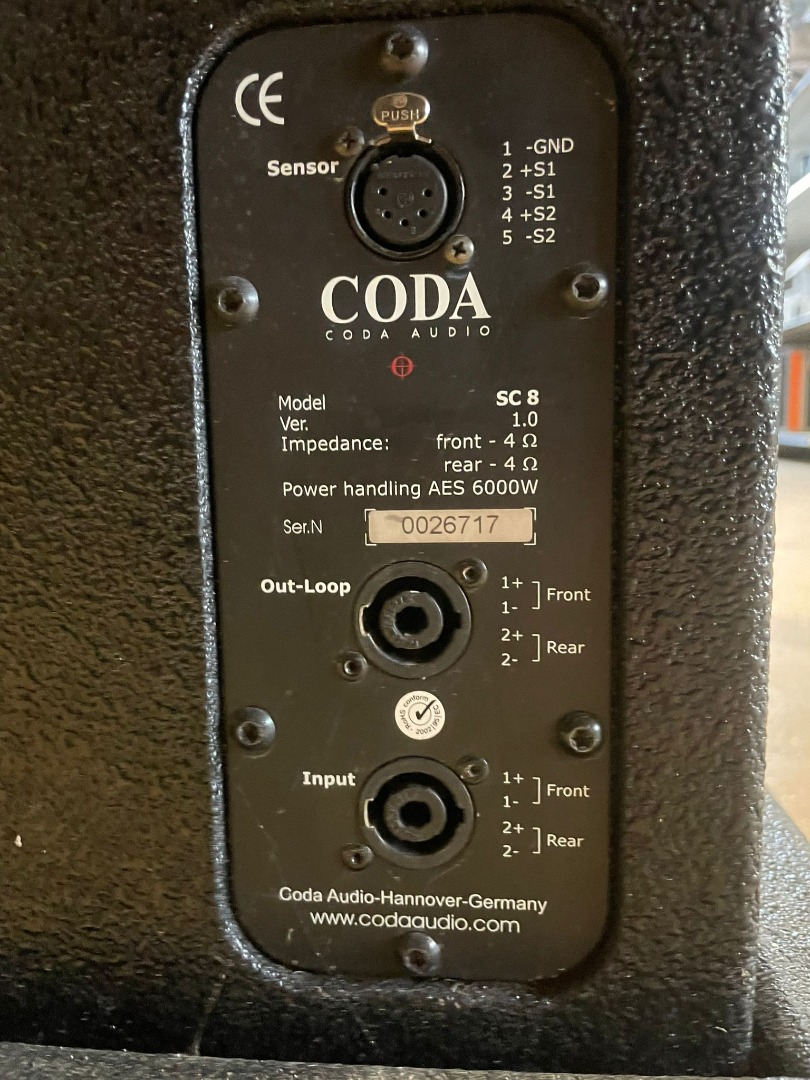 CE
PUSH
Sensor
1 -GND
2 +S1
3 -S1
4 +S2
5 -S2
CODA
CODA AUDIO
Model SC 8
Ver. 1.0
Impedance: front - 4 Ω
rear - 4 Ω
Power handling AES 6000W
Ser.N 0026717
Out-Loop
1+
1-
Front
2+
2-
Rear
RoHS conform
Input
1+
1-
Front
2+
2-
Rear
Coda Audio-Hannover-Germany
www.codaaudio.com